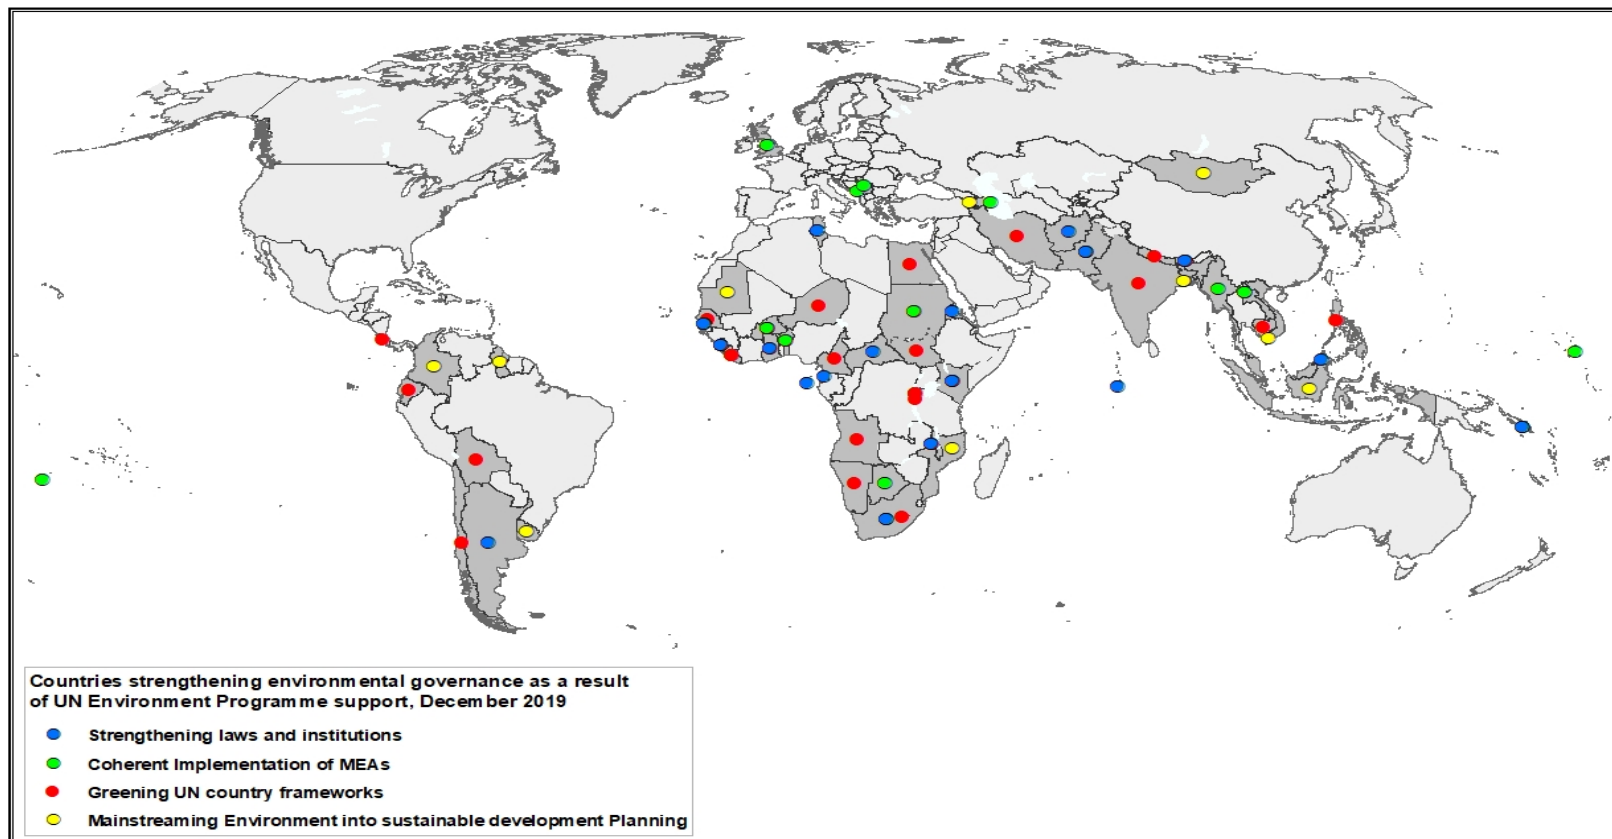 Countries strengthening environmental governance as a result
of UN Environment Programme support, December 2019
Strengthening laws and institutions
Coherent Implementation of MEAs
Greening UN country frameworks
Mainstreaming Environment into sustainable development Planning